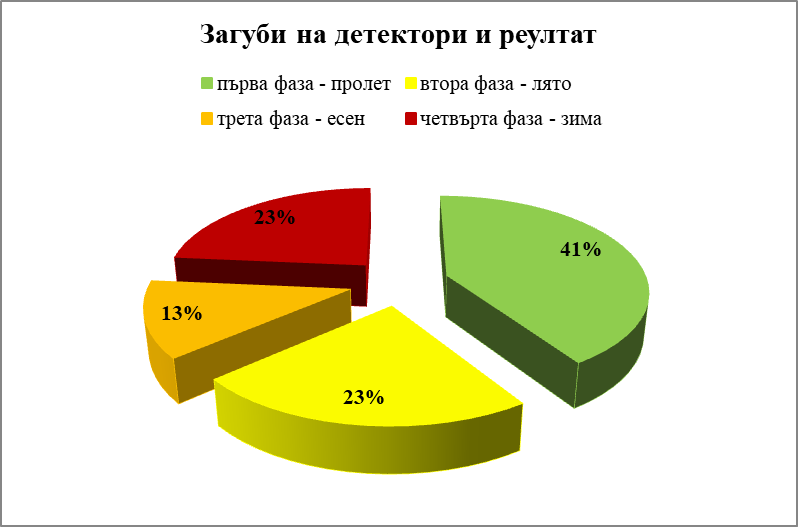 Загуби на детектори и реултат
първа фаза - пролет втора фаза - лято
трета фаза - есен четвърта фаза - зима
23%
41%
13%
23%